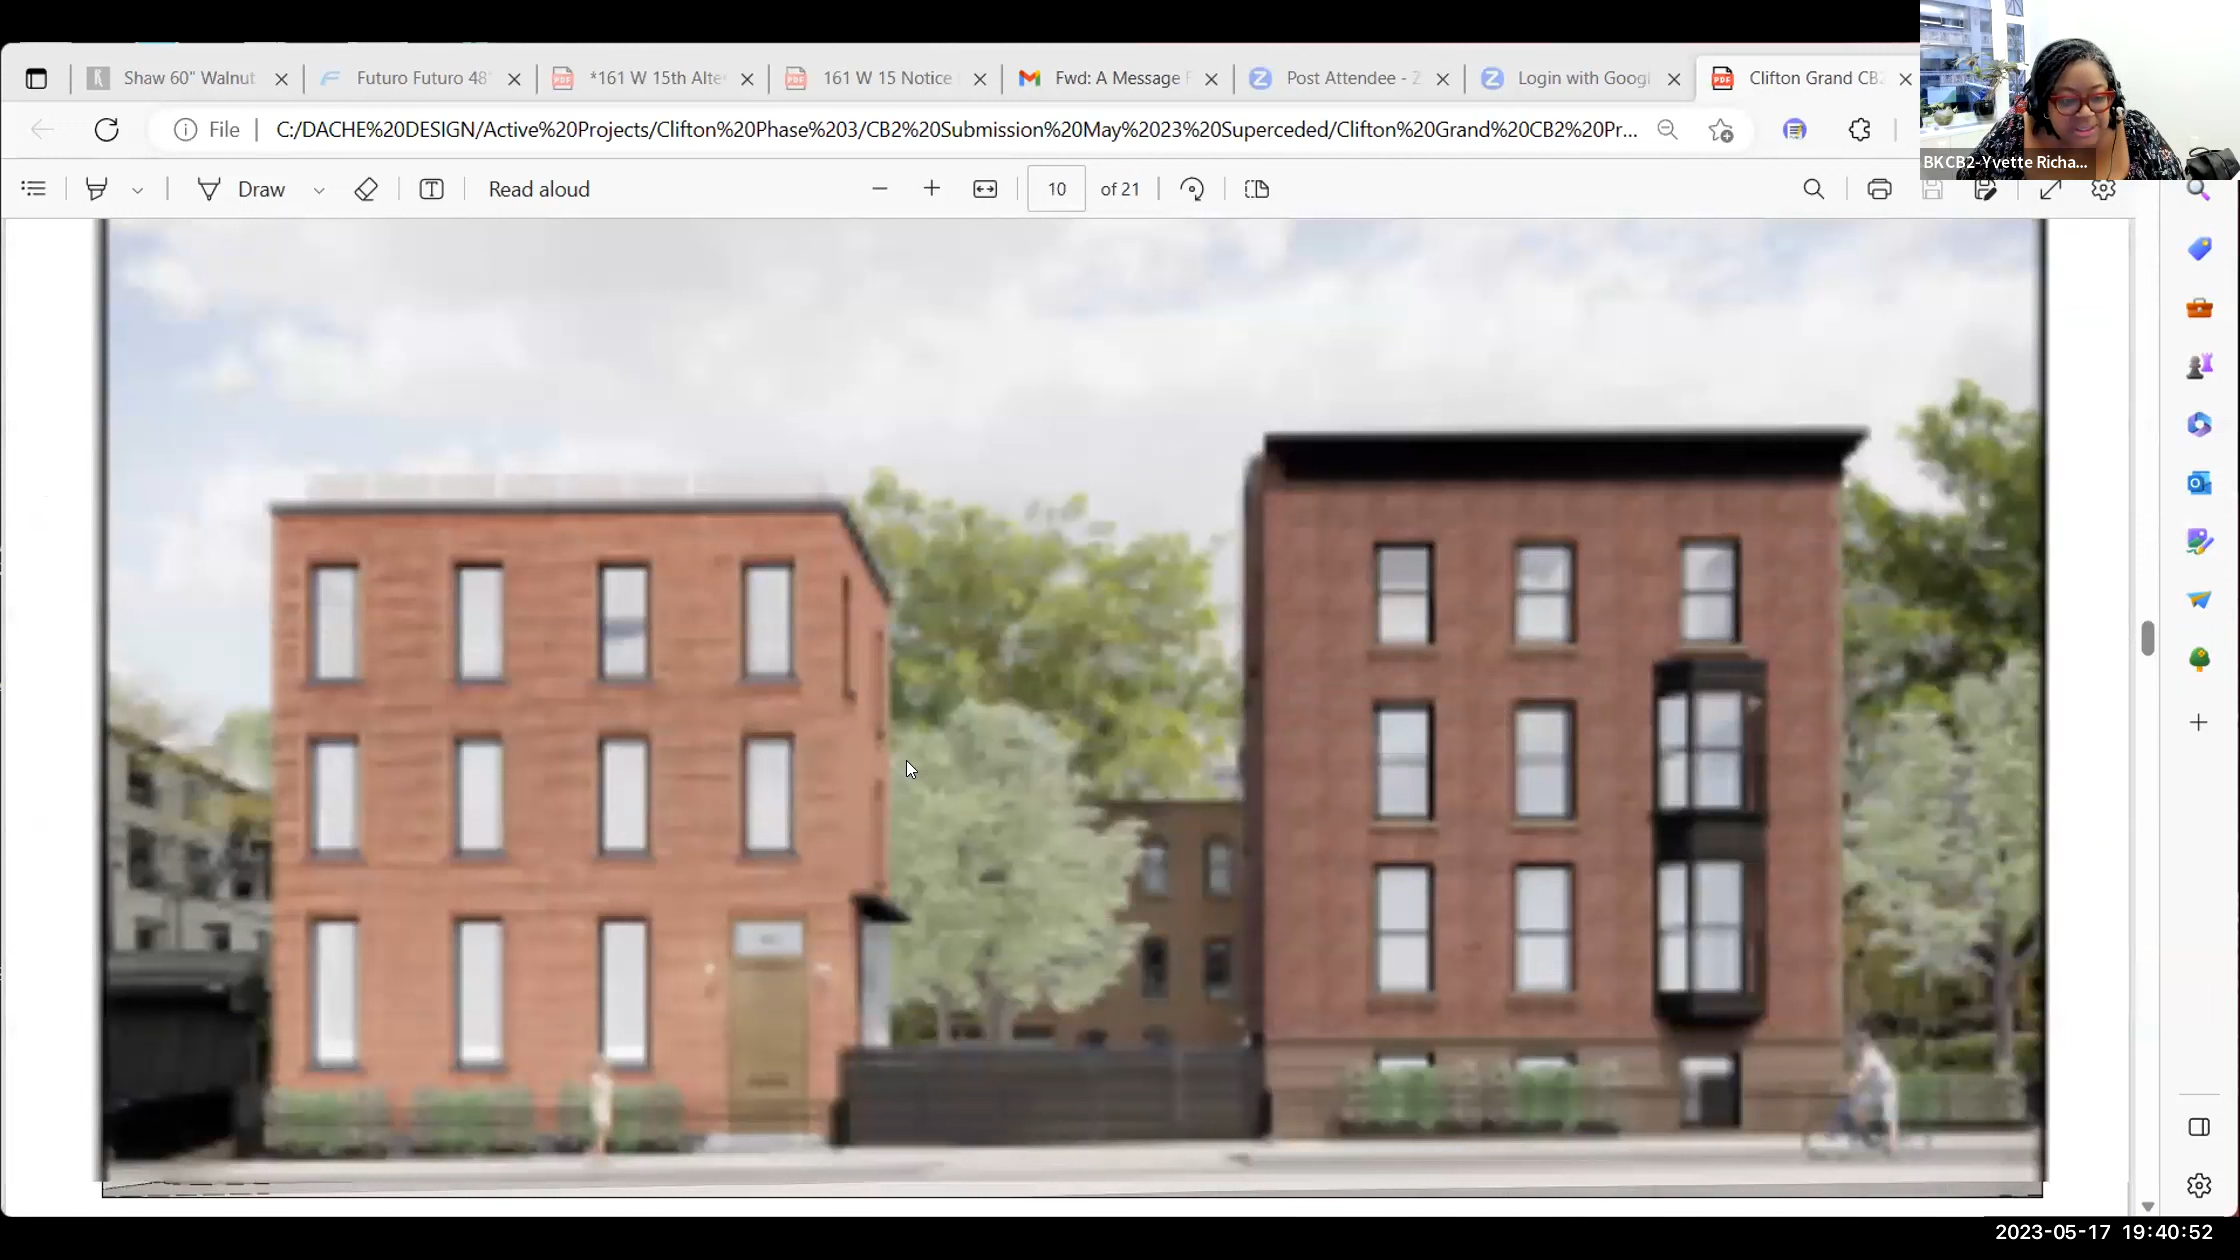 Shaw 60" Walnut
Futuro Futuro 48"
*161 W 15th Alte
161 W 15 Notice
Fwd: A Message F
Post Attendee - Z
Login with Googl
Clifton Grand CB2
File
C:/DACHE%20DESIGN/Active%20Projects/Clifton%20Phase%203/CB2%20Submission%20May%2023%20Superceded/Clifton%20Grand%20CB2%20Pr...
BKCB2-Yvette Richa...
Draw
Read aloud
10
of 21
2023-05-17 19:40:52